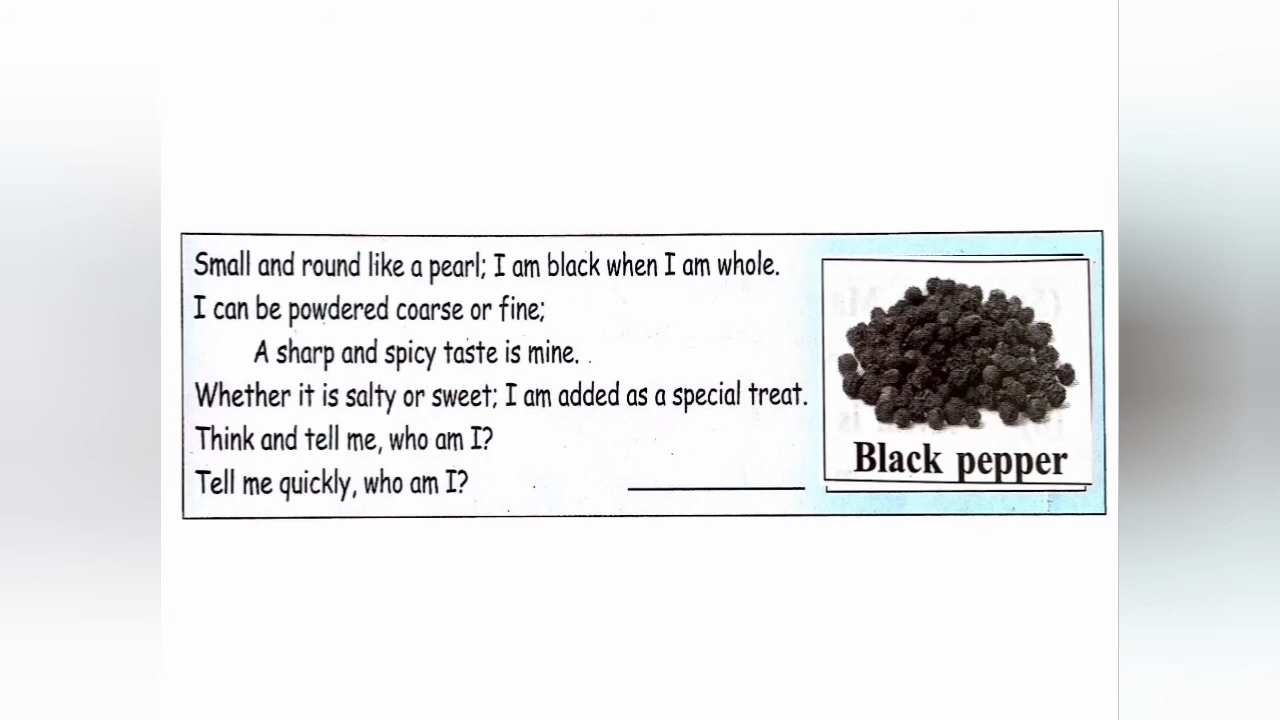 Small and round like a pearl; I am black when I am whole.
I can be powdered coarse or fine;
A sharp and spicy taste is mine.
Whether it is salty or sweet; I am added as a special treat.
Think and tell me, who am I?
Tell me quickly, who am I?
Black pepper